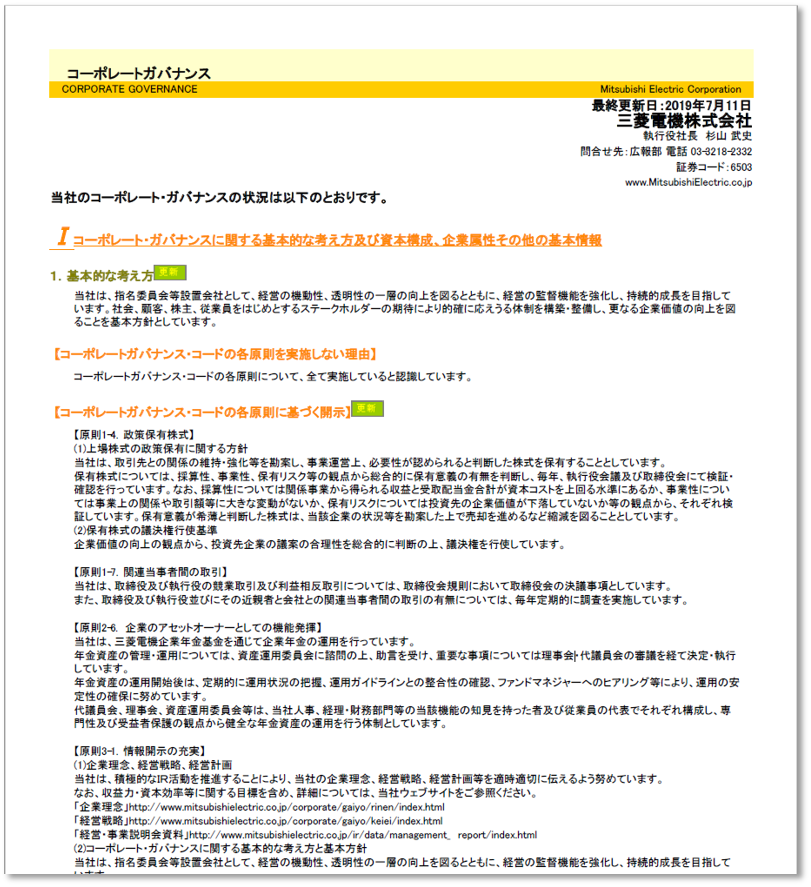 コーポレートガバナンス
CORPORATE GOVERNANCE
Mitsubishi Electric Corporation
最終更新日:2019年7月11日
三菱電機株式会社
執行役社長 杉山 武史
問合せ先:広報部 電話 03-3218-2332
証券コード:6503
www.MitsubishiElectric.co.jp
当社のコーポレート・ガバナンスの状況は以下のとおりです。
I コーポレート・ガバナンスに関する基本的な考え方及び資本構成、企業属性その他の基本情報
1. 基本的な考え方 更新
当社は、指名委員会等設置会社として、経営の機動性、透明性の一層の向上を図るとともに、経営の監督機能を強化し、持続的成長を目指して
います。社会、顧客、株主、従業員をはじめとするステークホルダーの期待により的確に応えうる体制を構築・整備し、更なる企業価値の向上を図
ることを基本方針としています。
【コーポレートガバナンス・コードの各原則を実施しない理由】
コーポレートガバナンス・コードの各原則について、全て実施していると認識しています。
【コーポレートガバナンス・コードの各原則に基づく開示】 更新
【原則1-4. 政策保有株式】
(1)上場株式の政策保有に関する方針
当社は、取引先との関係の維持・強化等を勘案し、事業運営上、必要性が認められると判断した株式を保有することとしています。
保有株式については、採算性、事業性、保有リスク等の観点から総合的に保有意義の有無を判断し、毎年、執行役会議及び取締役会にて検証・
確認を行っています。なお、採算性については関係事業から得られる収益と受取配当金合計が資本コストを上回る水準にあるか、事業性につい
ては事業上の関係や取引額等に大きな変動がないか、保有リスクについては投資先の企業価値が下落していないか等の観点から、それぞれ検
証しています。保有意義が希薄と判断した株式は、当該企業の状況等を勘案した上で売却を進めるなど縮減を図ることとしています。
(2)保有株式の議決権行使基準
企業価値の向上の観点から、投資先企業の議案の合理性を総合的に判断の上、議決権を行使しています。
【原則1-7. 関連当事者間の取引】
当社は、取締役及び執行役の競業取引及び利益相反取引については、取締役会規則において取締役会の決議事項としています。
また、取締役及び執行役並びにその近親者と会社との関連当事者間の取引の有無については、毎年定期的に調査を実施しています。
【原則2-6. 企業のアセットオーナーとしての機能発揮】
当社は、三菱電機企業年金基金を通じて企業年金の運用を行っています。
年金資産の管理・運用については、資産運用委員会に諮問の上、助言を受け、重要な事項については理事会・代議員会の審議を経て決定・執行
しています。
年金資産の運用開始後は、定期的に運用状況の把握、運用ガイドラインとの整合性の確認、ファンドマネジャーへのヒアリング等により、運用の安
定性の確保に努めています。
代議員会、理事会、資産運用委員会等は、当社人事、経理・財務部門等の当該機能の知見を持った者及び従業員の代表でそれぞれ構成し、専
門性及び受益者保護の観点から健全な年金資産の運用を行う体制としています。
【原則3-1. 情報開示の充実】
(1)企業理念、経営戦略、経営計画
当社は、積極的なIR活動を推進することにより、当社の企業理念、経営戦略、経営計画等を適時適切に伝えるよう努めています。
なお、収益力・資本効率等に関する目標を含め、詳細については、当社ウェブサイトをご参照ください。
「企業理念」http://www.mitsubishielectric.co.jp/corporate/gaiyo/rinen/index.html
「経営戦略」http://www.mitsubishielectric.co.jp/corporate/gaiyo/keiei/index.html
「経営・事業説明会資料」http://www.mitsubishielectric.co.jp/ir/data/management_ report/index.html
(2)コーポレート・ガバナンスに関する基本的な考え方と基本方針
当社は、指名委員会等設置会社として、経営の機動性、透明性の一層の向上を図るとともに、経営の監督機能を強化し、持続的成長を目指して